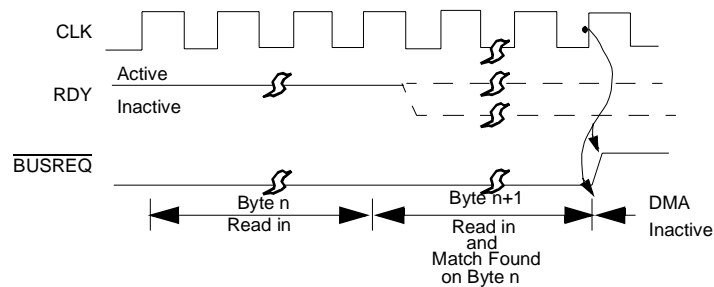 CLK
Active
RDY
Inactive
BUSREQ
Byte n
Read in
Byte n+1
Read in
and
Match Found
on Byte n
DMA
Inactive